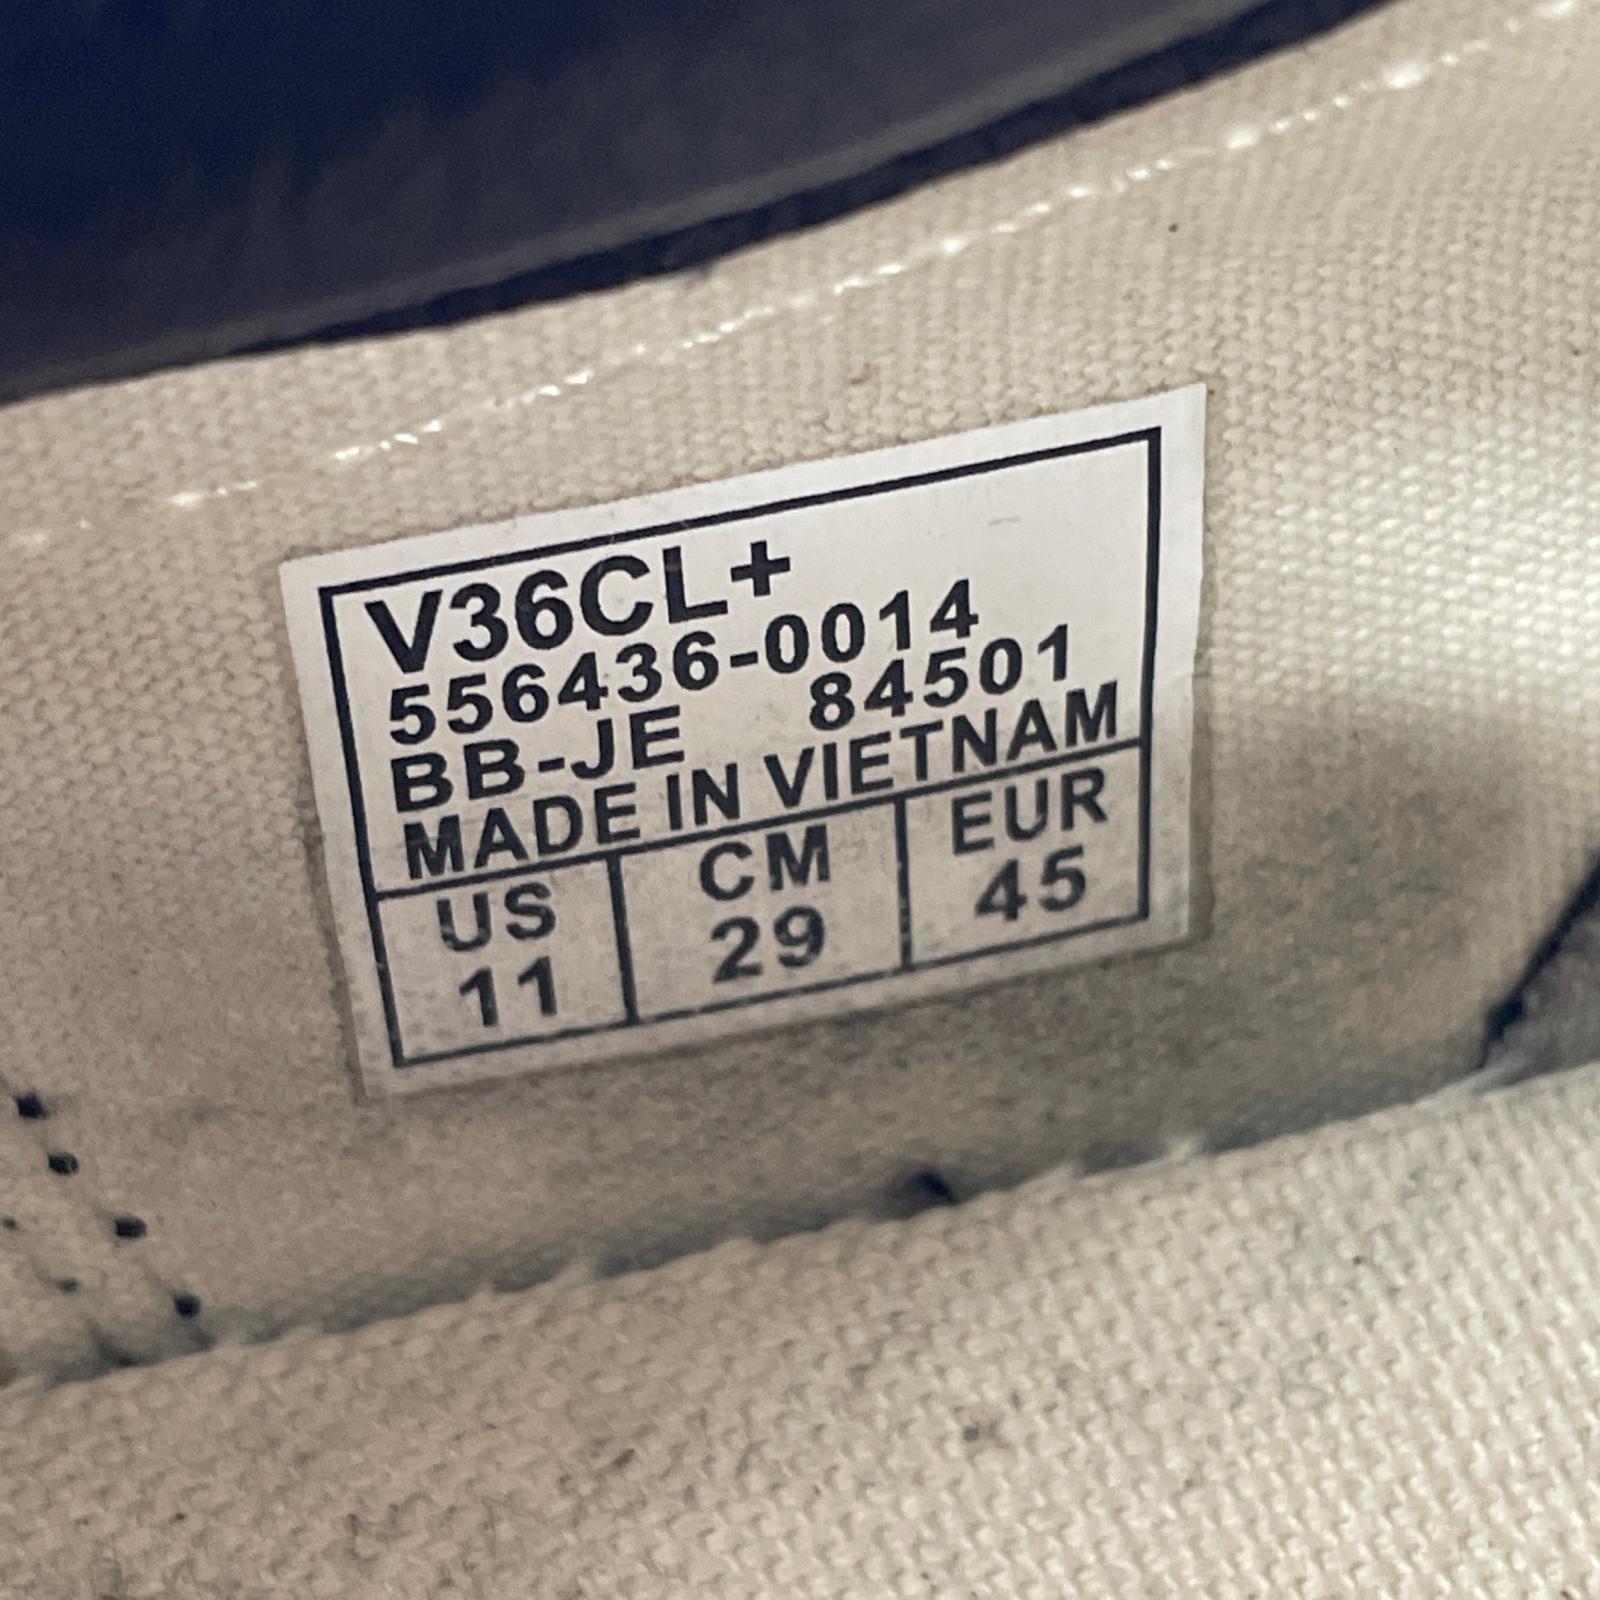 V36CL+
556436-0014
BB-JE 84501
MADE IN VIETNAM
US CM EUR
11 29 45